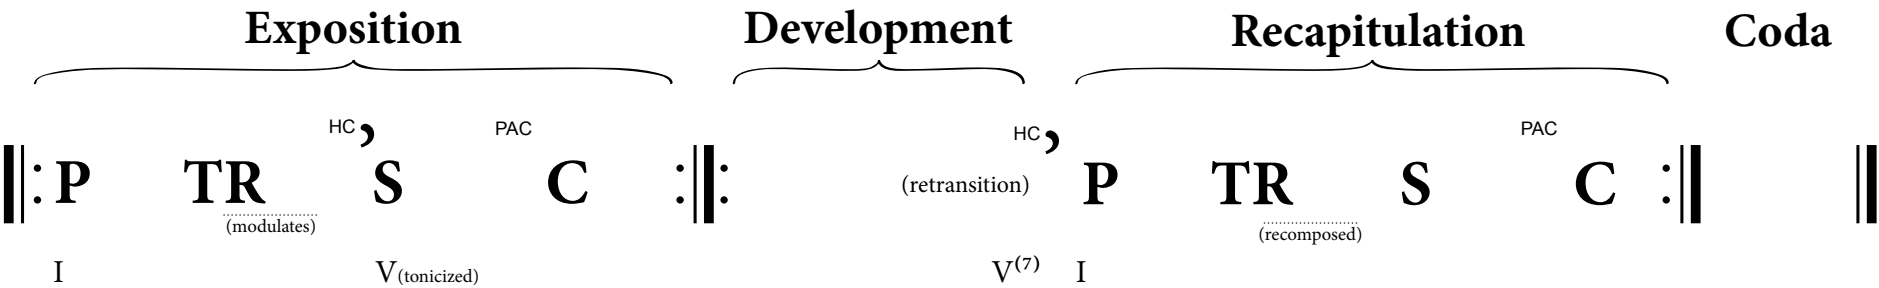 Exposition Development Recapitulation Coda
HC , PAC HC , PAC
P TR S C (retransition) P TR S C
(modulates) (recomposed)
I V(tonicized) V(7) I